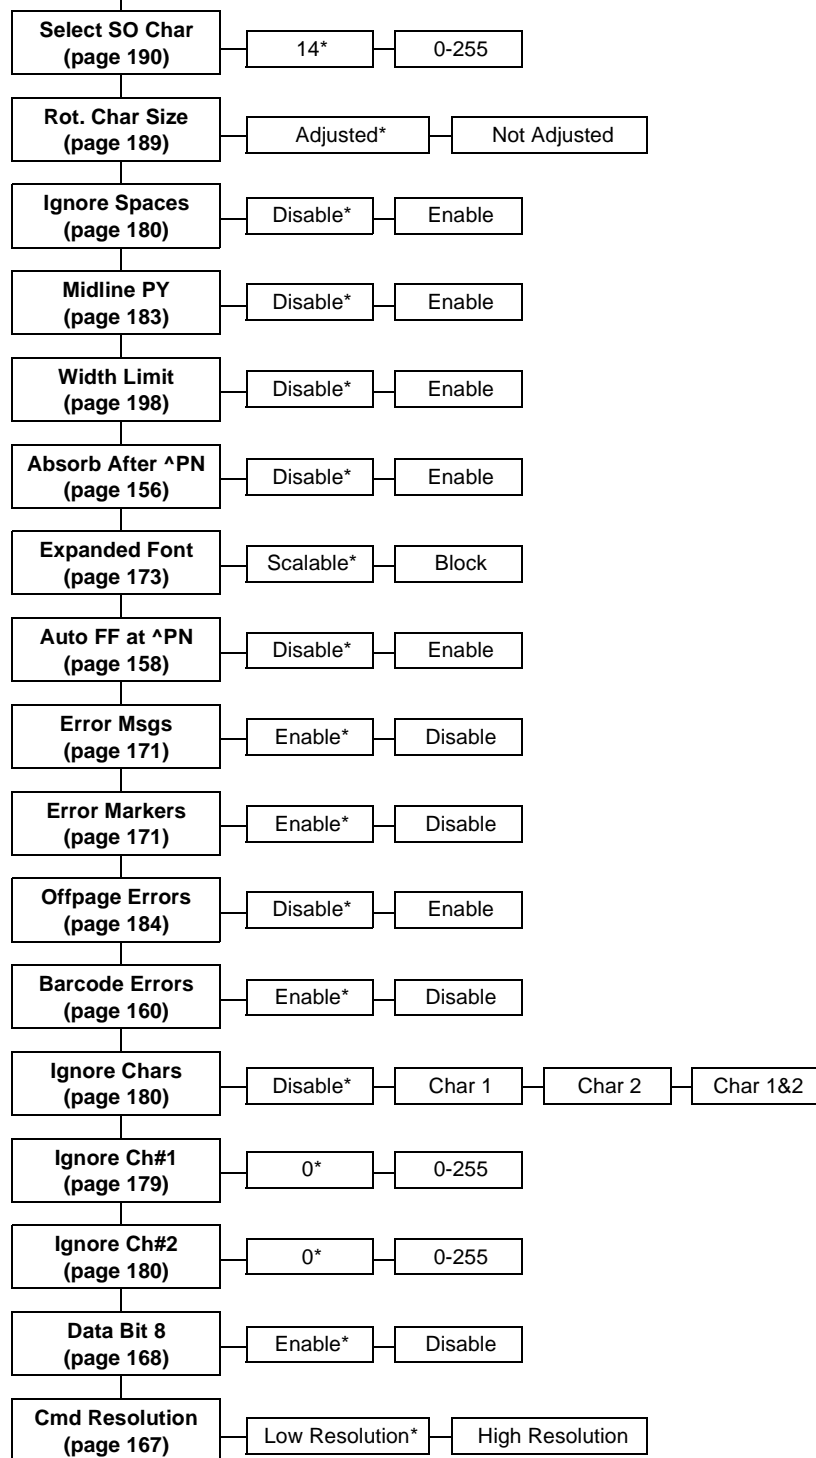 Select SO Char
(page 190)
14*
0-255
Rot. Char Size
(page 189)
Adjusted*
Not Adjusted
Ignore Spaces
(page 180)
Disable*
Enable
Midline PY
(page 183)
Disable*
Enable
Width Limit
(page 198)
Disable*
Enable
Absorb After ^PN
(page 156)
Disable*
Enable
Expanded Font
(page 173)
Scalable*
Block
Auto FF at ^PN
(page 158)
Disable*
Enable
Error Msgs
(page 171)
Enable*
Disable
Error Markers
(page 171)
Enable*
Disable
Offpage Errors
(page 184)
Disable*
Enable
Barcode Errors
(page 160)
Enable*
Disable
Ignore Chars
(page 180)
Disable*
Char 1
Char 2
Char 1&2
Ignore Ch#1
(page 179)
0*
0-255
Ignore Ch#2
(page 180)
0*
0-255
Data Bit 8
(page 168)
Enable*
Disable
Cmd Resolution
(page 167)
Low Resolution*
High Resolution